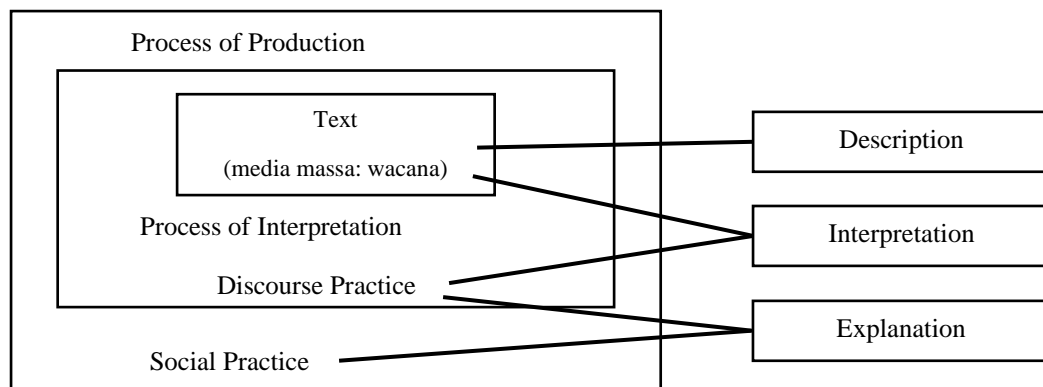 Process of Production
Text
(media massa: wacana)
Process of Interpretation
Discourse Practice
Social Practice
Description
Interpretation
Explanation